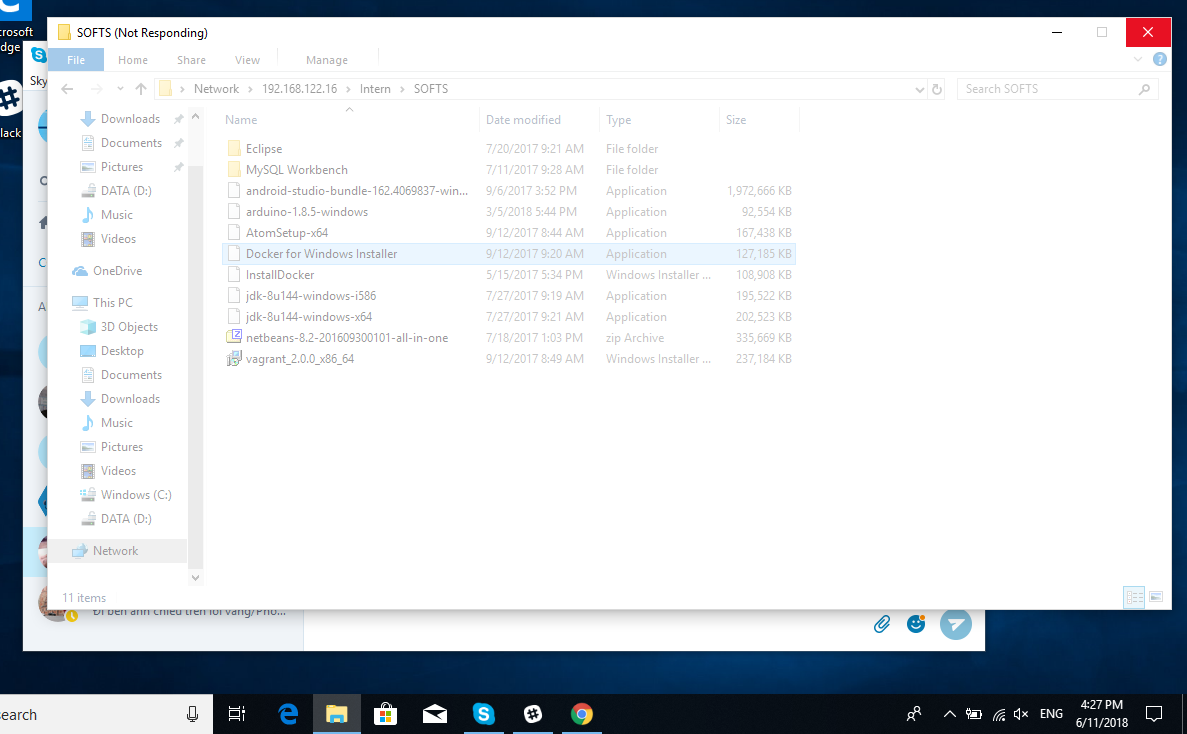 crosoft
dge
lack
SOFTS (Not Responding)
Sky
File Home Share View Manage
Network 192.168.122.16 Intern SOFTS
Search SOFTS
Downloads
Documents
Pictures
DATA (D:)
Music
Videos
OneDrive
This PC
3D Objects
Desktop
Documents
Downloads
Music
Pictures
Videos
Windows (C:)
DATA (D:)
Network
Name Date modified Type Size
Eclipse 7/20/2017 9:21 AM File folder
MySQL Workbench 7/11/2017 9:28 AM File folder
android-studio-bundle-162.4069837-win... 9/6/2017 3:52 PM Application 1,972,666 KB
arduino-1.8.5-windows 3/5/2018 5:44 PM Application 92,554 KB
AtomSetup-x64 9/12/2017 8:44 AM Application 167,438 KB
Docker for Windows Installer 9/12/2017 9:20 AM Application 127,185 KB
InstallDocker 5/15/2017 5:34 PM Windows Installer ... 108,908 KB
jdk-8u144-windows-i586 7/27/2017 9:19 AM Application 195,522 KB
jdk-8u144-windows-x64 7/27/2017 9:21 AM Application 202,523 KB
netbeans-8.2-201609300101-all-in-one 7/18/2017 1:03 PM zip Archive 335,669 KB
vagrant_2.0.0_x86_64 9/12/2017 8:49 AM Windows Installer ... 237,184 KB
11 items
earch
ENG
4:27 PM
6/11/2018